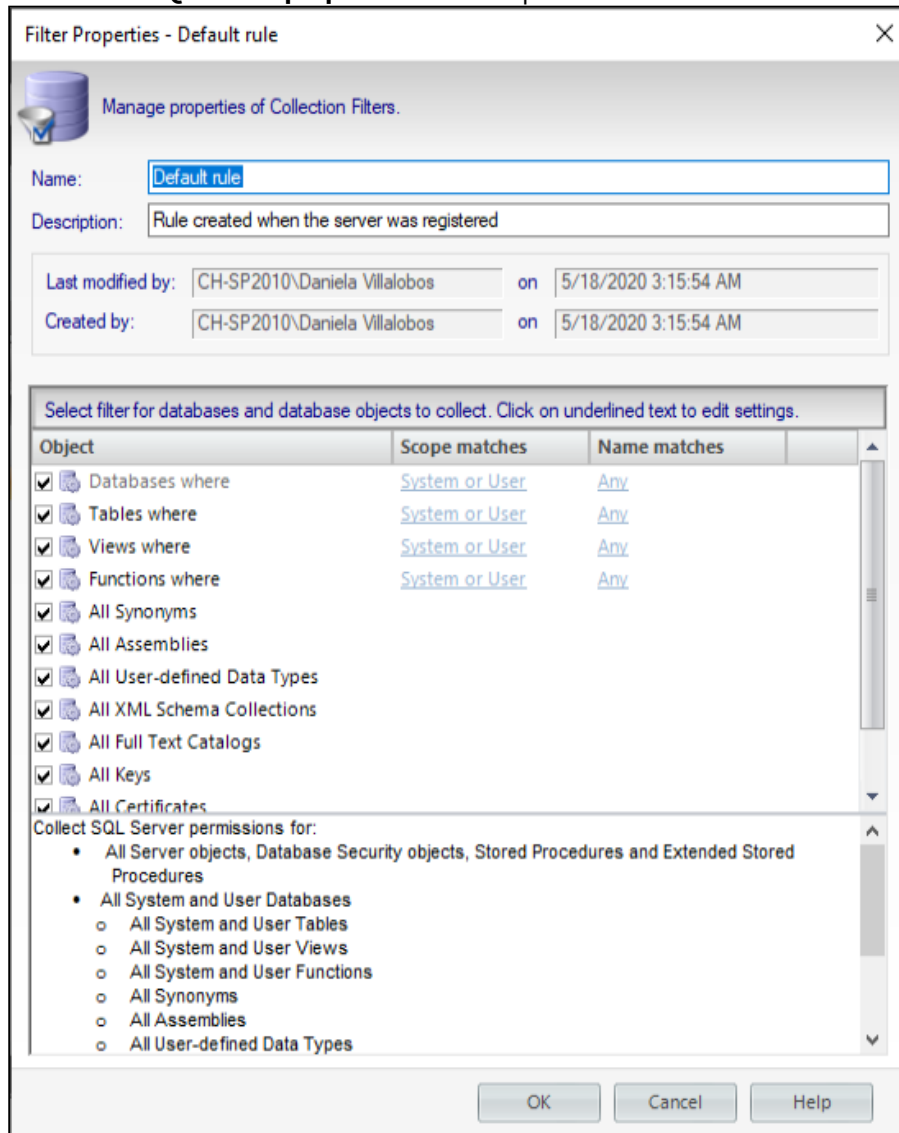 Filter Properties - Default rule
Manage properties of Collection Filters.
Name: Default rule
Description: Rule created when the server was registered
Last modified by: CH-SP2010\Daniela Villalobos on 5/18/2020 3:15:54 AM
Created by: CH-SP2010\Daniela Villalobos on 5/18/2020 3:15:54 AM
Select filter for databases and database objects to collect. Click on underlined text to edit settings.
Object Scope matches Name matches
Databases where System or User Any
Tables where System or User Any
Views where System or User Any
Functions where System or User Any
All Synonyms
All Assemblies
All User-defined Data Types
All XML Schema Collections
All Full Text Catalogs
All Keys
All Certificates
Collect SQL Server permissions for:
• All Server objects, Database Security objects, Stored Procedures and Extended Stored
Procedures
• All System and User Databases
o All System and User Tables
o All System and User Views
o All System and User Functions
o All Synonyms
o All Assemblies
o All User-defined Data Types
OK Cancel Help